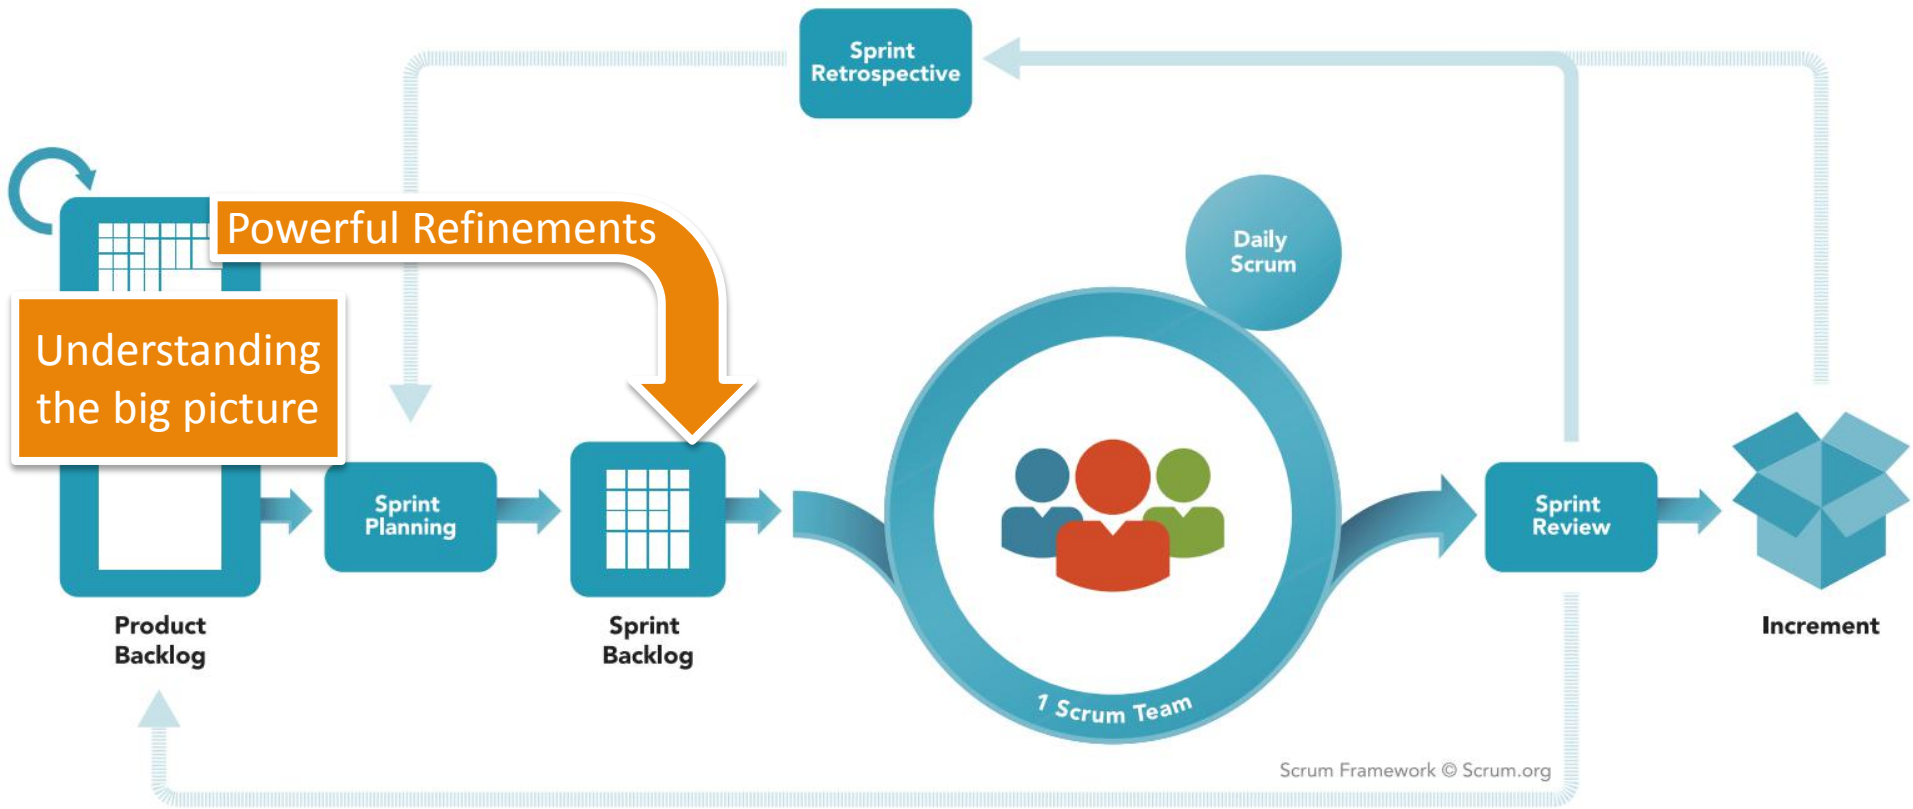 Sprint
Retrospective
Powerful Refinements
Daily
Scrum
Understanding
the big picture
Sprint
Planning
Sprint
Review
Product
Backlog
Sprint
Backlog
Increment
1 Scrum Team
Scrum Framework © Scrum.org